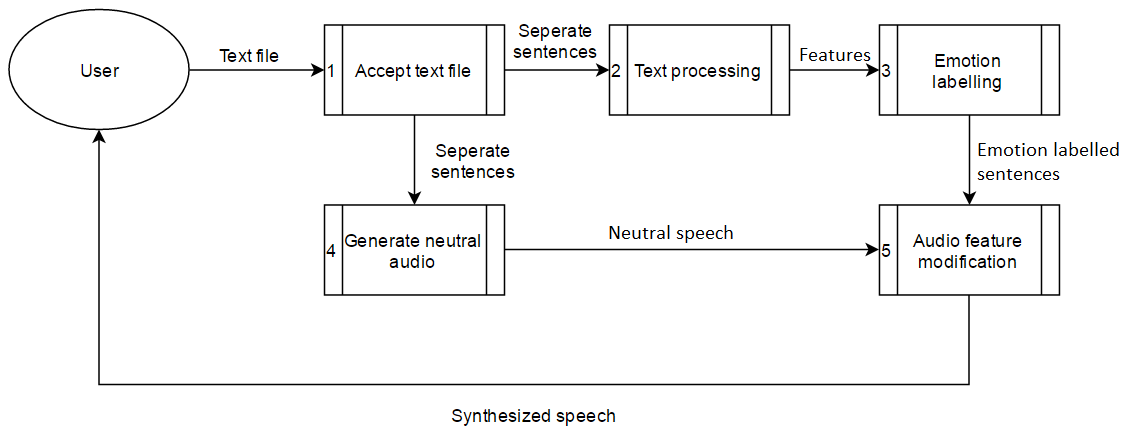 User
Text file
1
Accept text file
Seperate
sentences
2
Text processing
Features
3
Emotion
labelling
Seperate
sentences
Emotion labelled
sentences
4
Generate neutral
audio
Neutral speech
5
Audio feature
modification
Synthesized speech